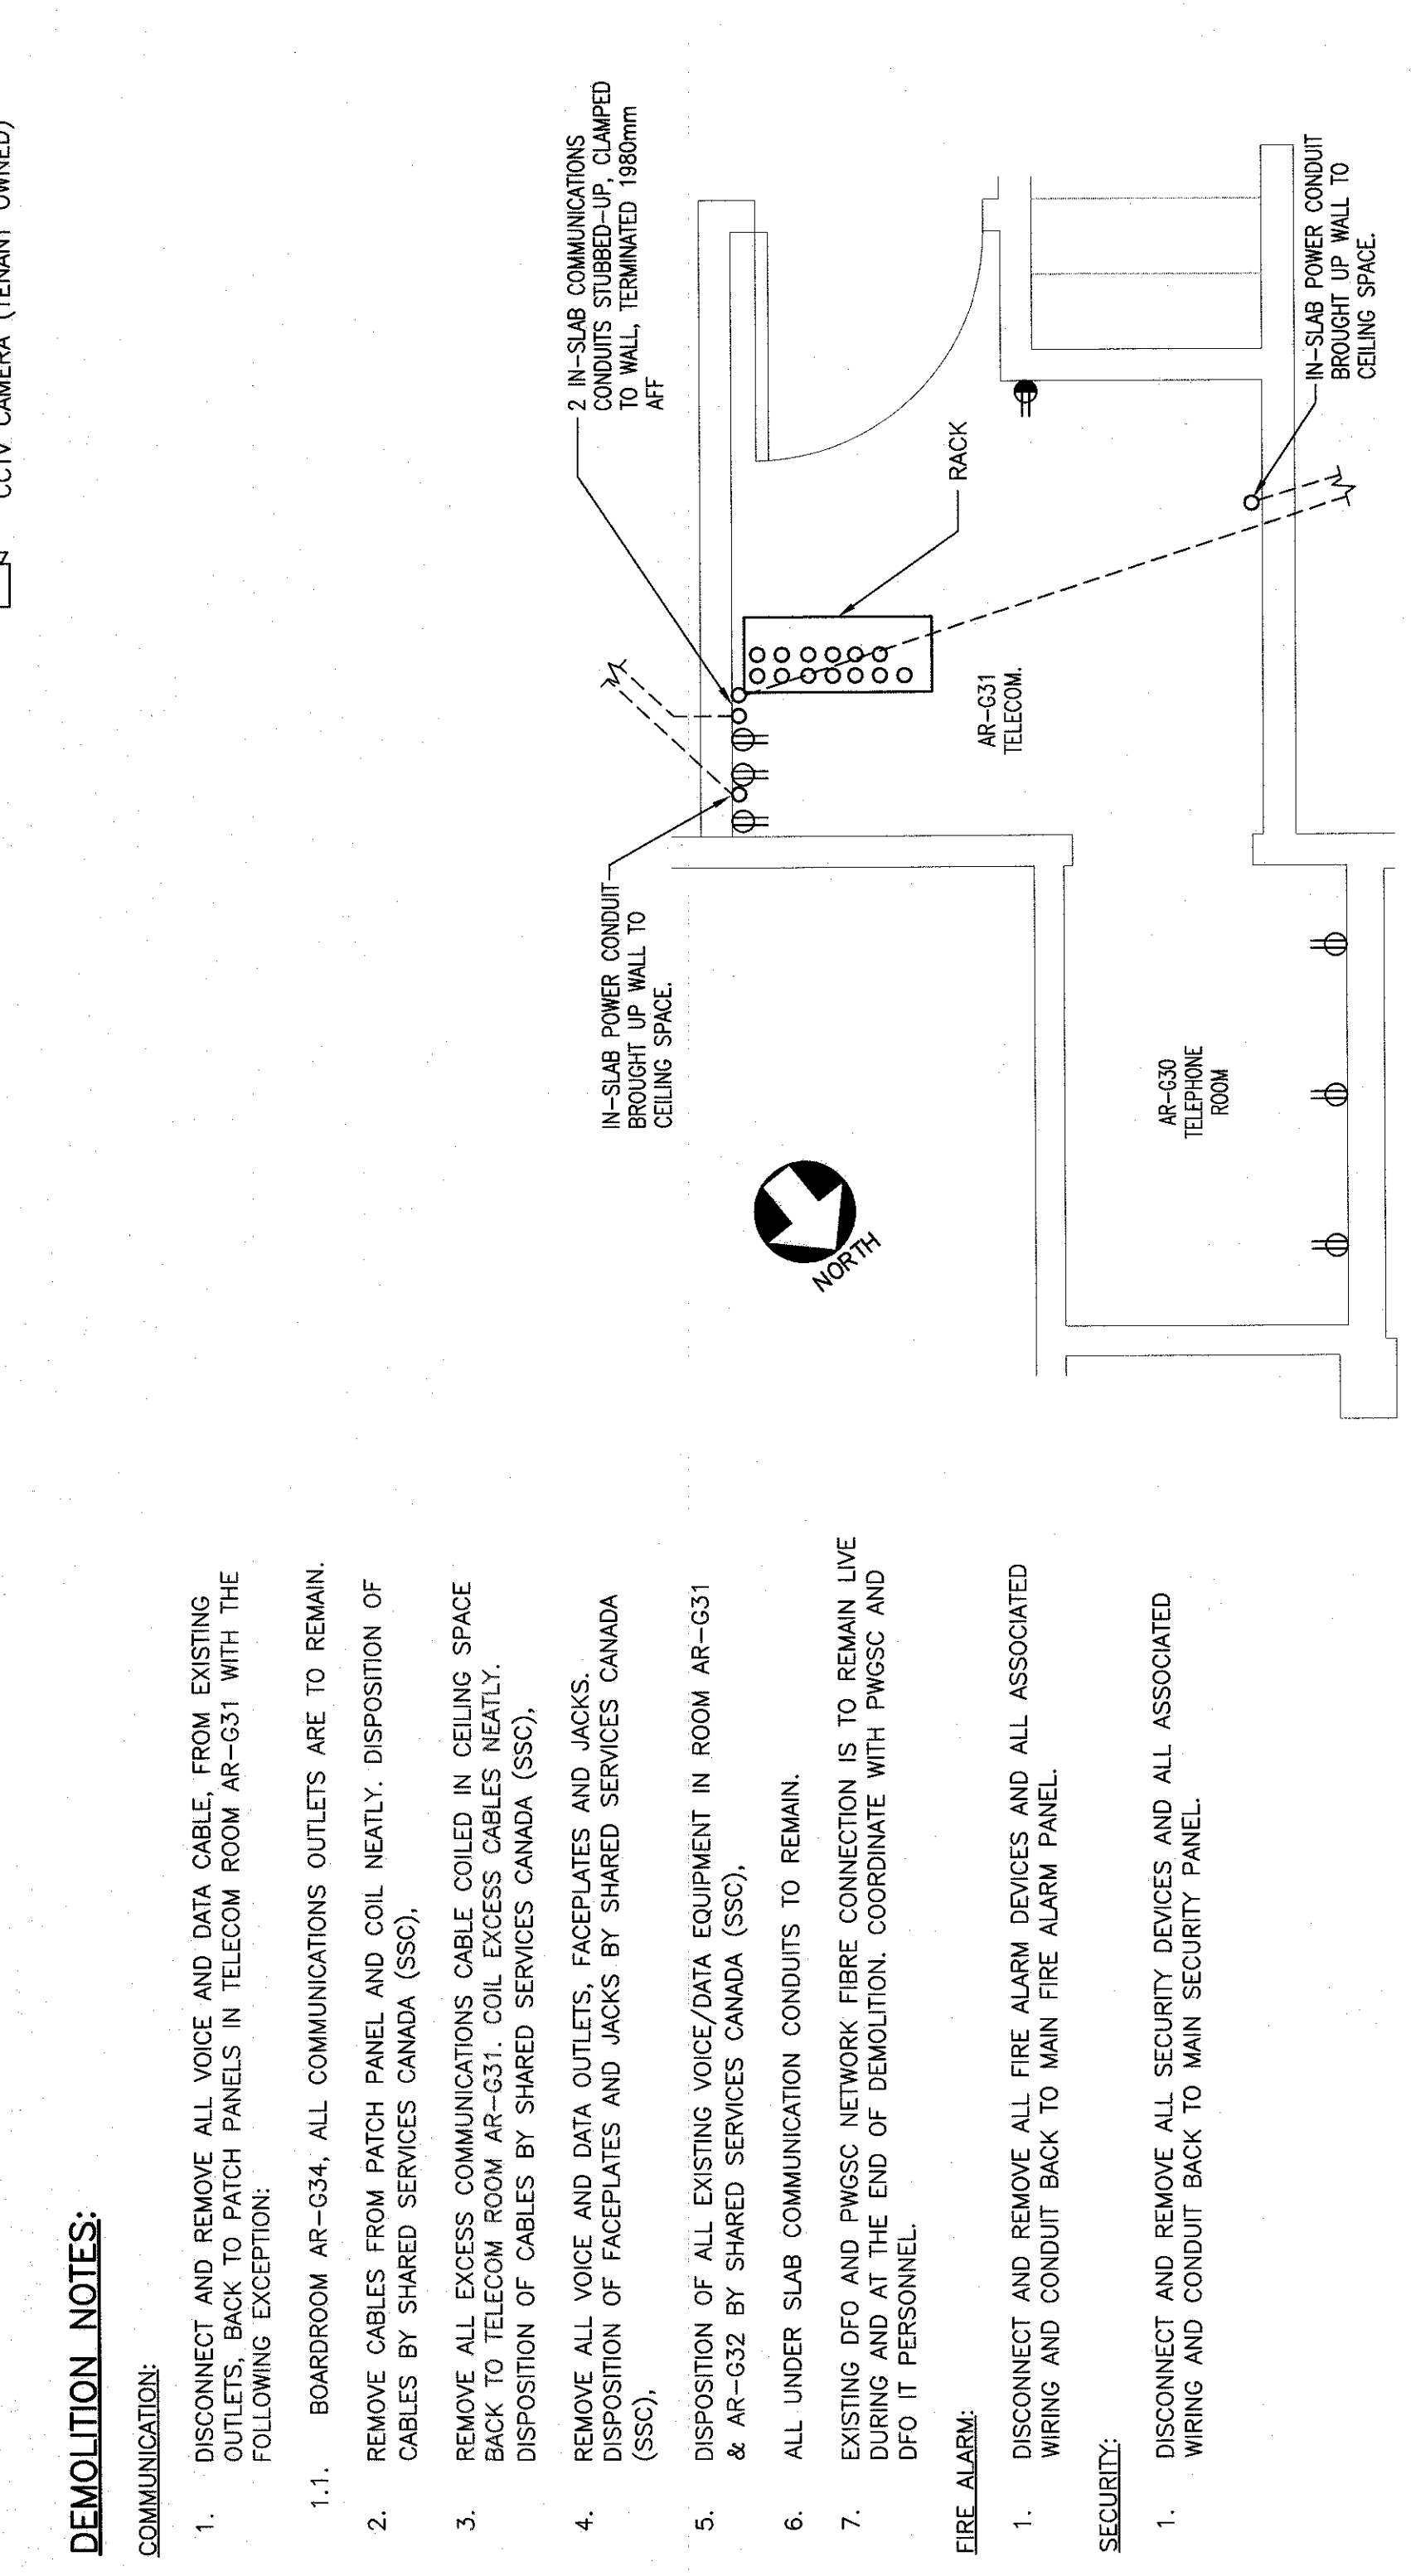 DEMOLITION NOTES:
COMMUNICATION:
1. DISCONNECT AND REMOVE ALL VOICE AND DATA CABLE, FROM EXISTING
OUTLETS, BACK TO PATCH PANELS IN TELECOM ROOM AR-G31 WITH THE
FOLLOWING EXCEPTION:
1.1. BOARDROOM AR-G34, ALL COMMUNICATIONS OUTLETS ARE TO REMAIN.
2. REMOVE CABLES FROM PATCH PANEL AND COIL NEATLY. DISPOSITION OF
CABLES BY SHARED SERVICES CANADA (SSC),
3. REMOVE ALL EXCESS COMMUNICATIONS CABLE COILED IN CEILING SPACE
BACK TO TELECOM ROOM AR-G31. COIL EXCESS CABLES NEATLY.
DISPOSITION OF CABLES BY SHARED SERVICES CANADA (SSC),
4. REMOVE ALL VOICE AND DATA OUTLETS, FACEPLATES AND JACKS.
DISPOSITION OF FACEPLATES AND JACKS BY SHARED SERVICES CANADA
(SSC),
5. DISPOSITION OF ALL EXISTING VOICE/DATA EQUIPMENT IN ROOM AR-G31
& AR-G32 BY SHARED SERVICES CANADA (SSC),
6. ALL UNDER SLAB COMMUNICATION CONDUITS TO REMAIN.
7. EXISTING DFO AND PWGSC NETWORK FIBRE CONNECTION IS TO REMAIN LIVE
DURING AND AT THE END OF DEMOLITION. COORDINATE WITH PWGSC AND
DFO IT PERSONNEL.
FIRE ALARM:
1. DISCONNECT AND REMOVE ALL FIRE ALARM DEVICES AND ALL ASSOCIATED
WIRING AND CONDUIT BACK TO MAIN FIRE ALARM PANEL.
SECURITY:
1. DISCONNECT AND REMOVE ALL SECURITY DEVICES AND ALL ASSOCIATED
WIRING AND CONDUIT BACK TO MAIN SECURITY PANEL.
CCTV CAMERA (TENANT OWNED)
2 IN-SLAB COMMUNICATIONS
CONDUITS STUBBED-UP, CLAMPED
TO WALL, TERMINATED 1980mm
AFF
IN-SLAB POWER CONDUIT
BROUGHT UP WALL TO
CEILING SPACE.
NORTH
RACK
AR-G31
TELECOM.
AR-G30
TELEPHONE
ROOM
IN-SLAB POWER CONDUIT
BROUGHT UP WALL TO
CEILING SPACE.